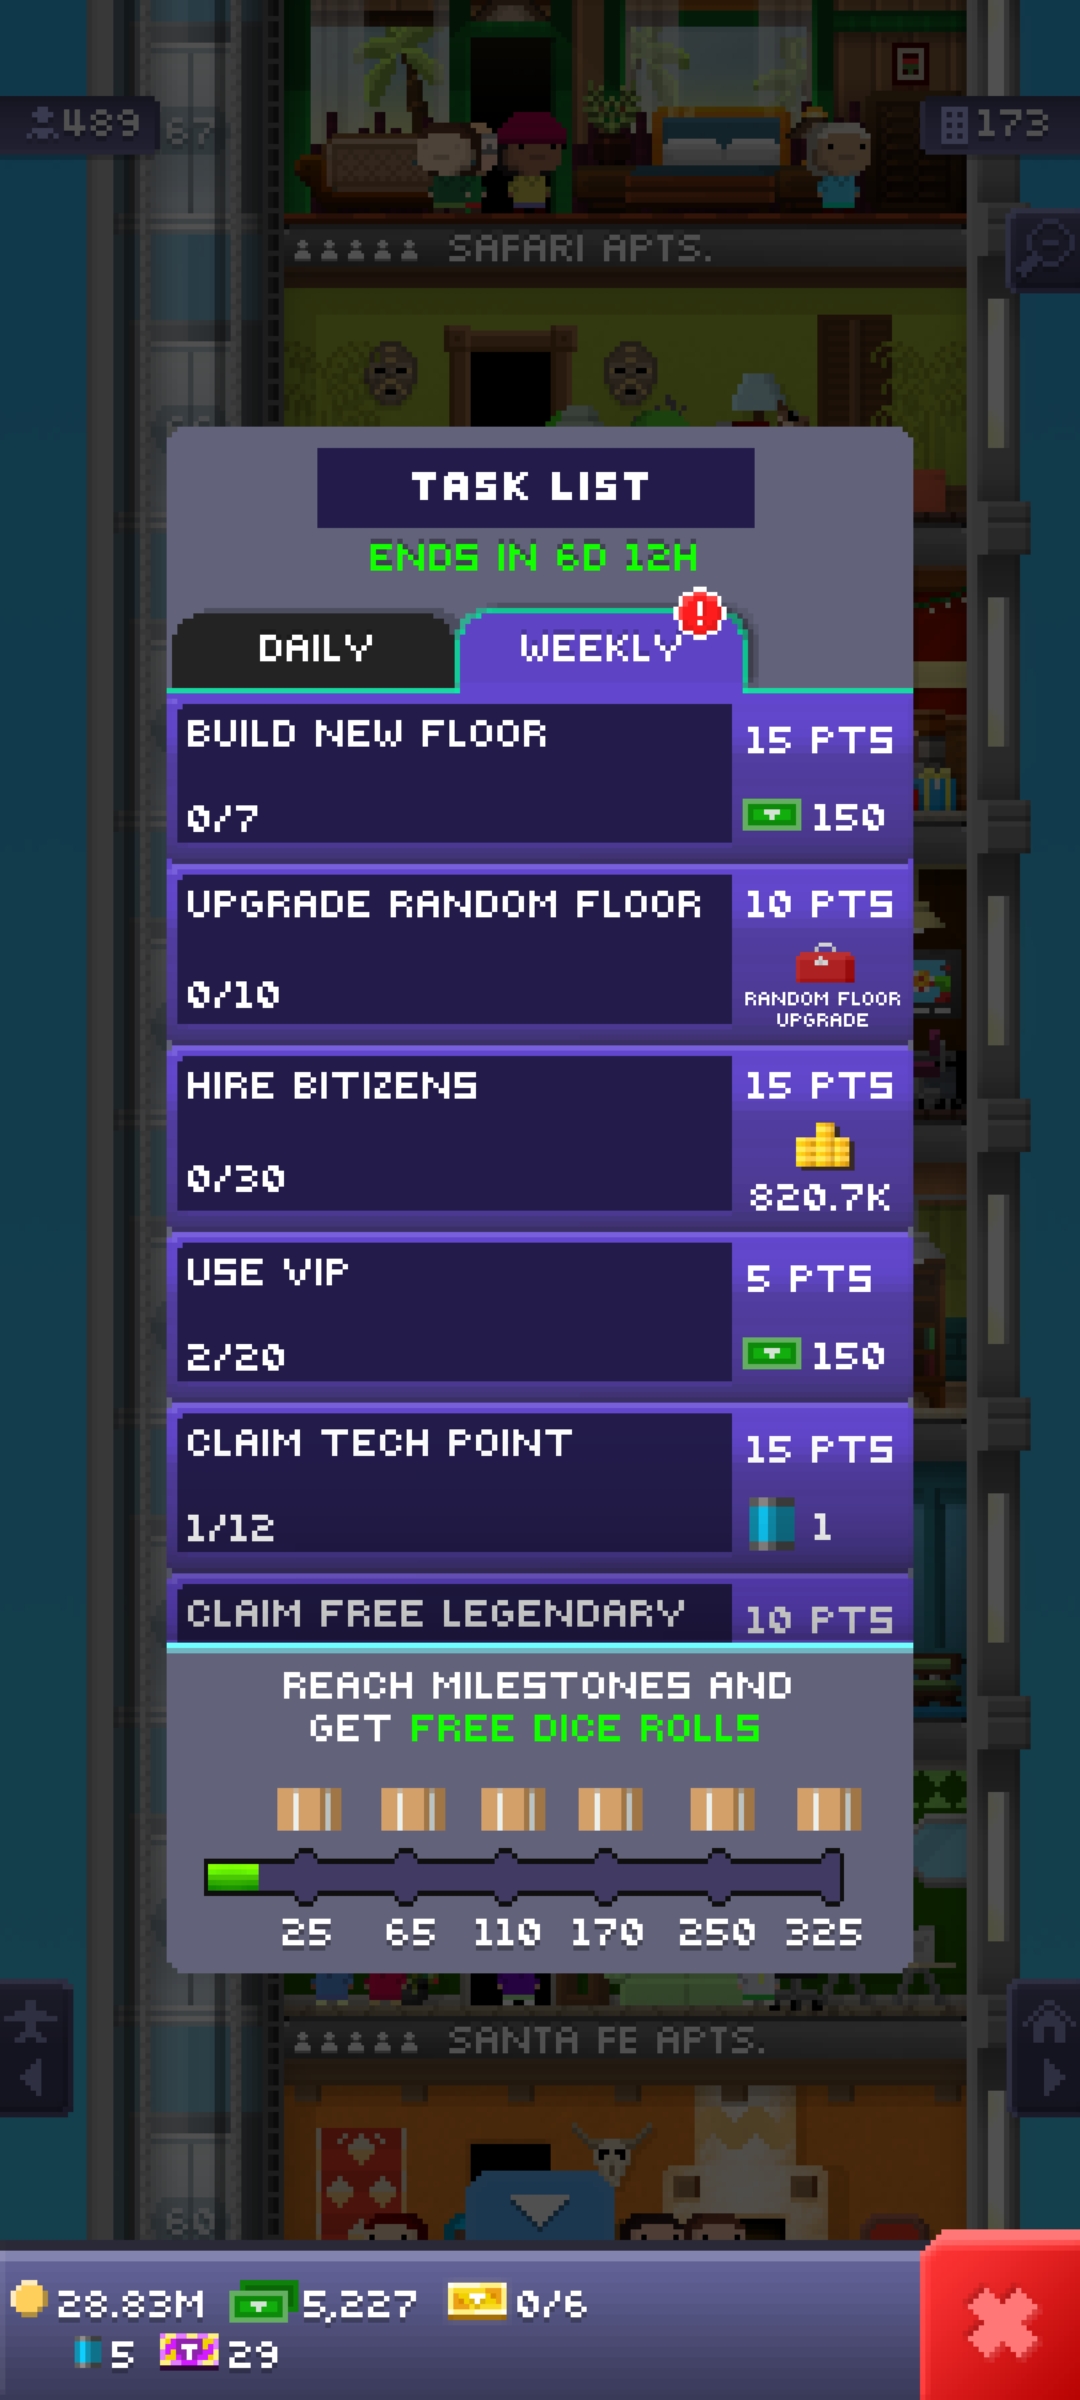 489
67
173
SAFARI APTS.
TASK LIST
ENDS IN 6D 12H
!
DAILY
WEEKLY
BUILD NEW FLOOR
15 PTS
0/7
150
UPGRADE RANDOM FLOOR
10 PTS
0/10
RANDOM FLOOR
UPGRADE
HIRE BITIZENS
15 PTS
0/30
820.7K
USE VIP
5 PTS
2/20
150
CLAIM TECH POINT
15 PTS
1/12
1
CLAIM FREE LEGENDARY
10 PTS
REACH MILESTONES AND
GET FREE DICE ROLLS
25 65 110 170 250 325
SANTA FE APTS.
60
28.83M 5,227 0/6
5 29